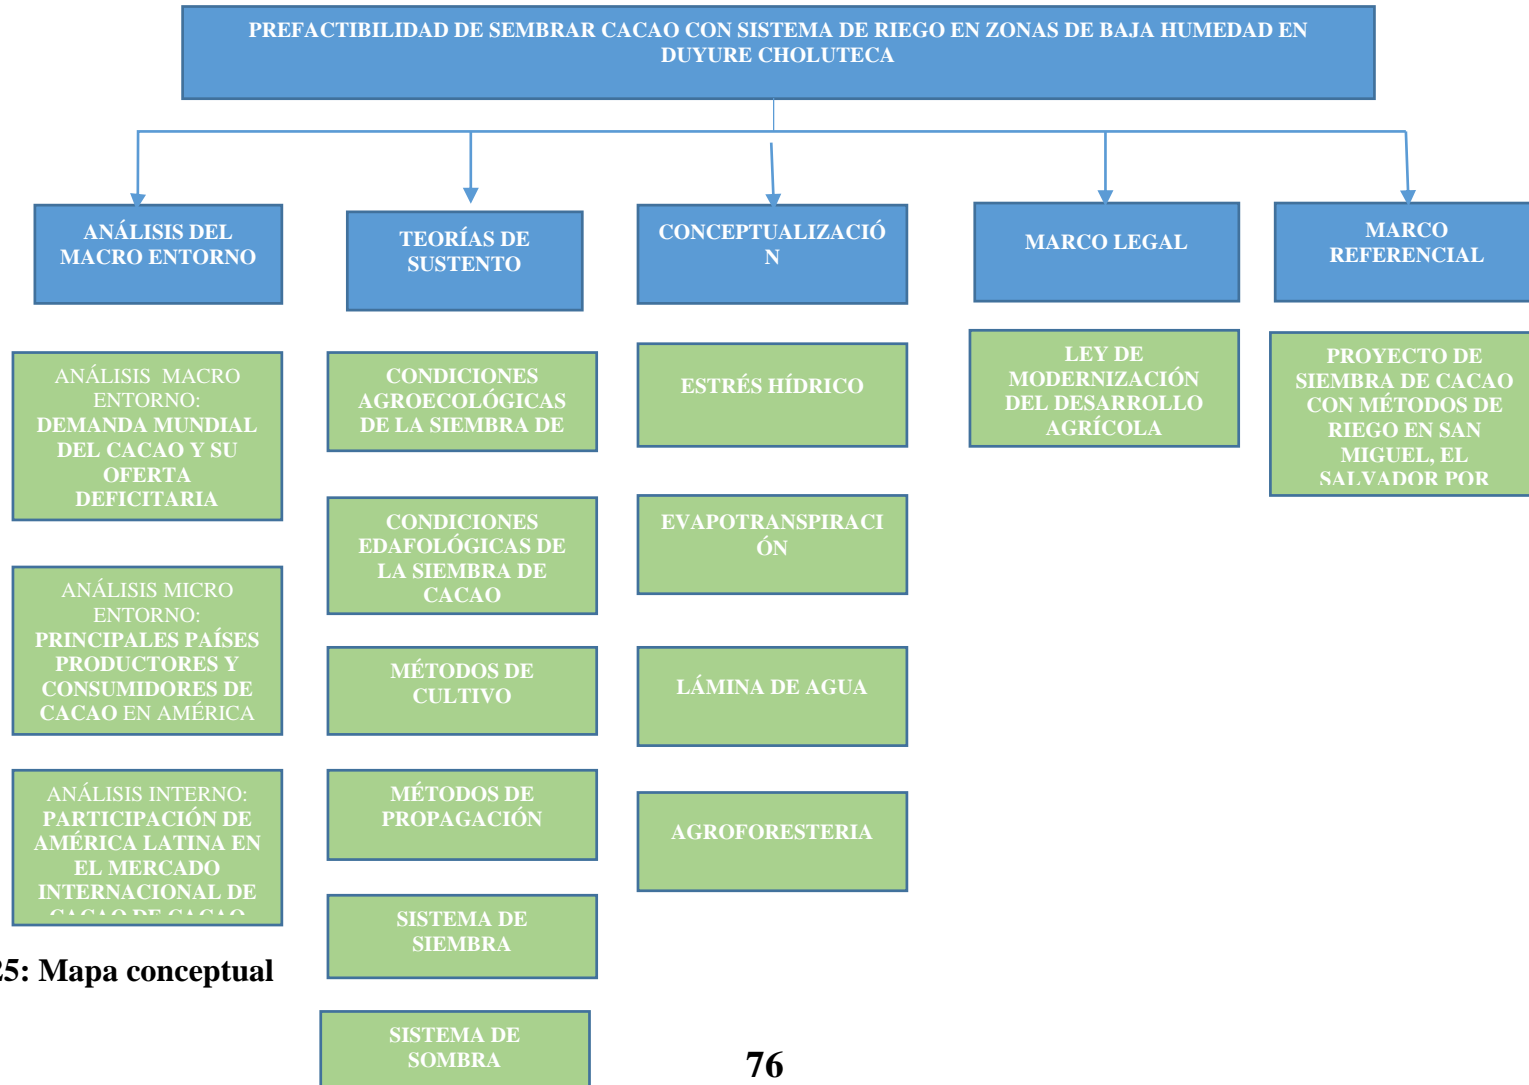 PREFACTIBILIDAD DE SEMBRAR CACAO CON SISTEMA DE RIEGO EN ZONAS DE BAJA HUMEDAD EN
DUYURE CHOLUTECA
ANÁLISIS DEL
MACRO ENTORNO
TEORÍAS DE
SUSTENTO
CONCEPTUALIZACIÓ
N
MARCO LEGAL
MARCO
REFERENCIAL
ANÁLISIS MACRO
ENTORNO:
DEMANDA MUNDIAL
DEL CACAO Y SU
OFERTA
DEFICITARIA
ANÁLISIS MICRO
ENTORNO:
PRINCIPALES PAÍSES
PRODUCTORES Y
CONSUMIDORES DE
CACAO EN AMÉRICA
ANÁLISIS INTERNO:
PARTICIPACIÓN DE
AMÉRICA LATINA EN
EL MERCADO
INTERNACIONAL DE
CACAO DE CACAO
CONDICIONES
AGROECOLÓGICAS
DE LA SIEMBRA DE
CONDICIONES
EDAFOLÓGICAS DE
LA SIEMBRA DE
CACAO
MÉTODOS DE
CULTIVO
MÉTODOS DE
PROPAGACIÓN
SISTEMA DE
SIEMBRA
SISTEMA DE
SOMBRA
ESTRÉS HÍDRICO
EVAPOTRANSPIRACI
ÓN
LÁMINA DE AGUA
AGROFORESTERIA
LEY DE
MODERNIZACIÓN
DEL DESARROLLO
AGRÍCOLA
PROYECTO DE
SIEMBRA DE CACAO
CON MÉTODOS DE
RIEGO EN SAN
MIGUEL, EL
SALVADOR POR
25: Mapa conceptual
76